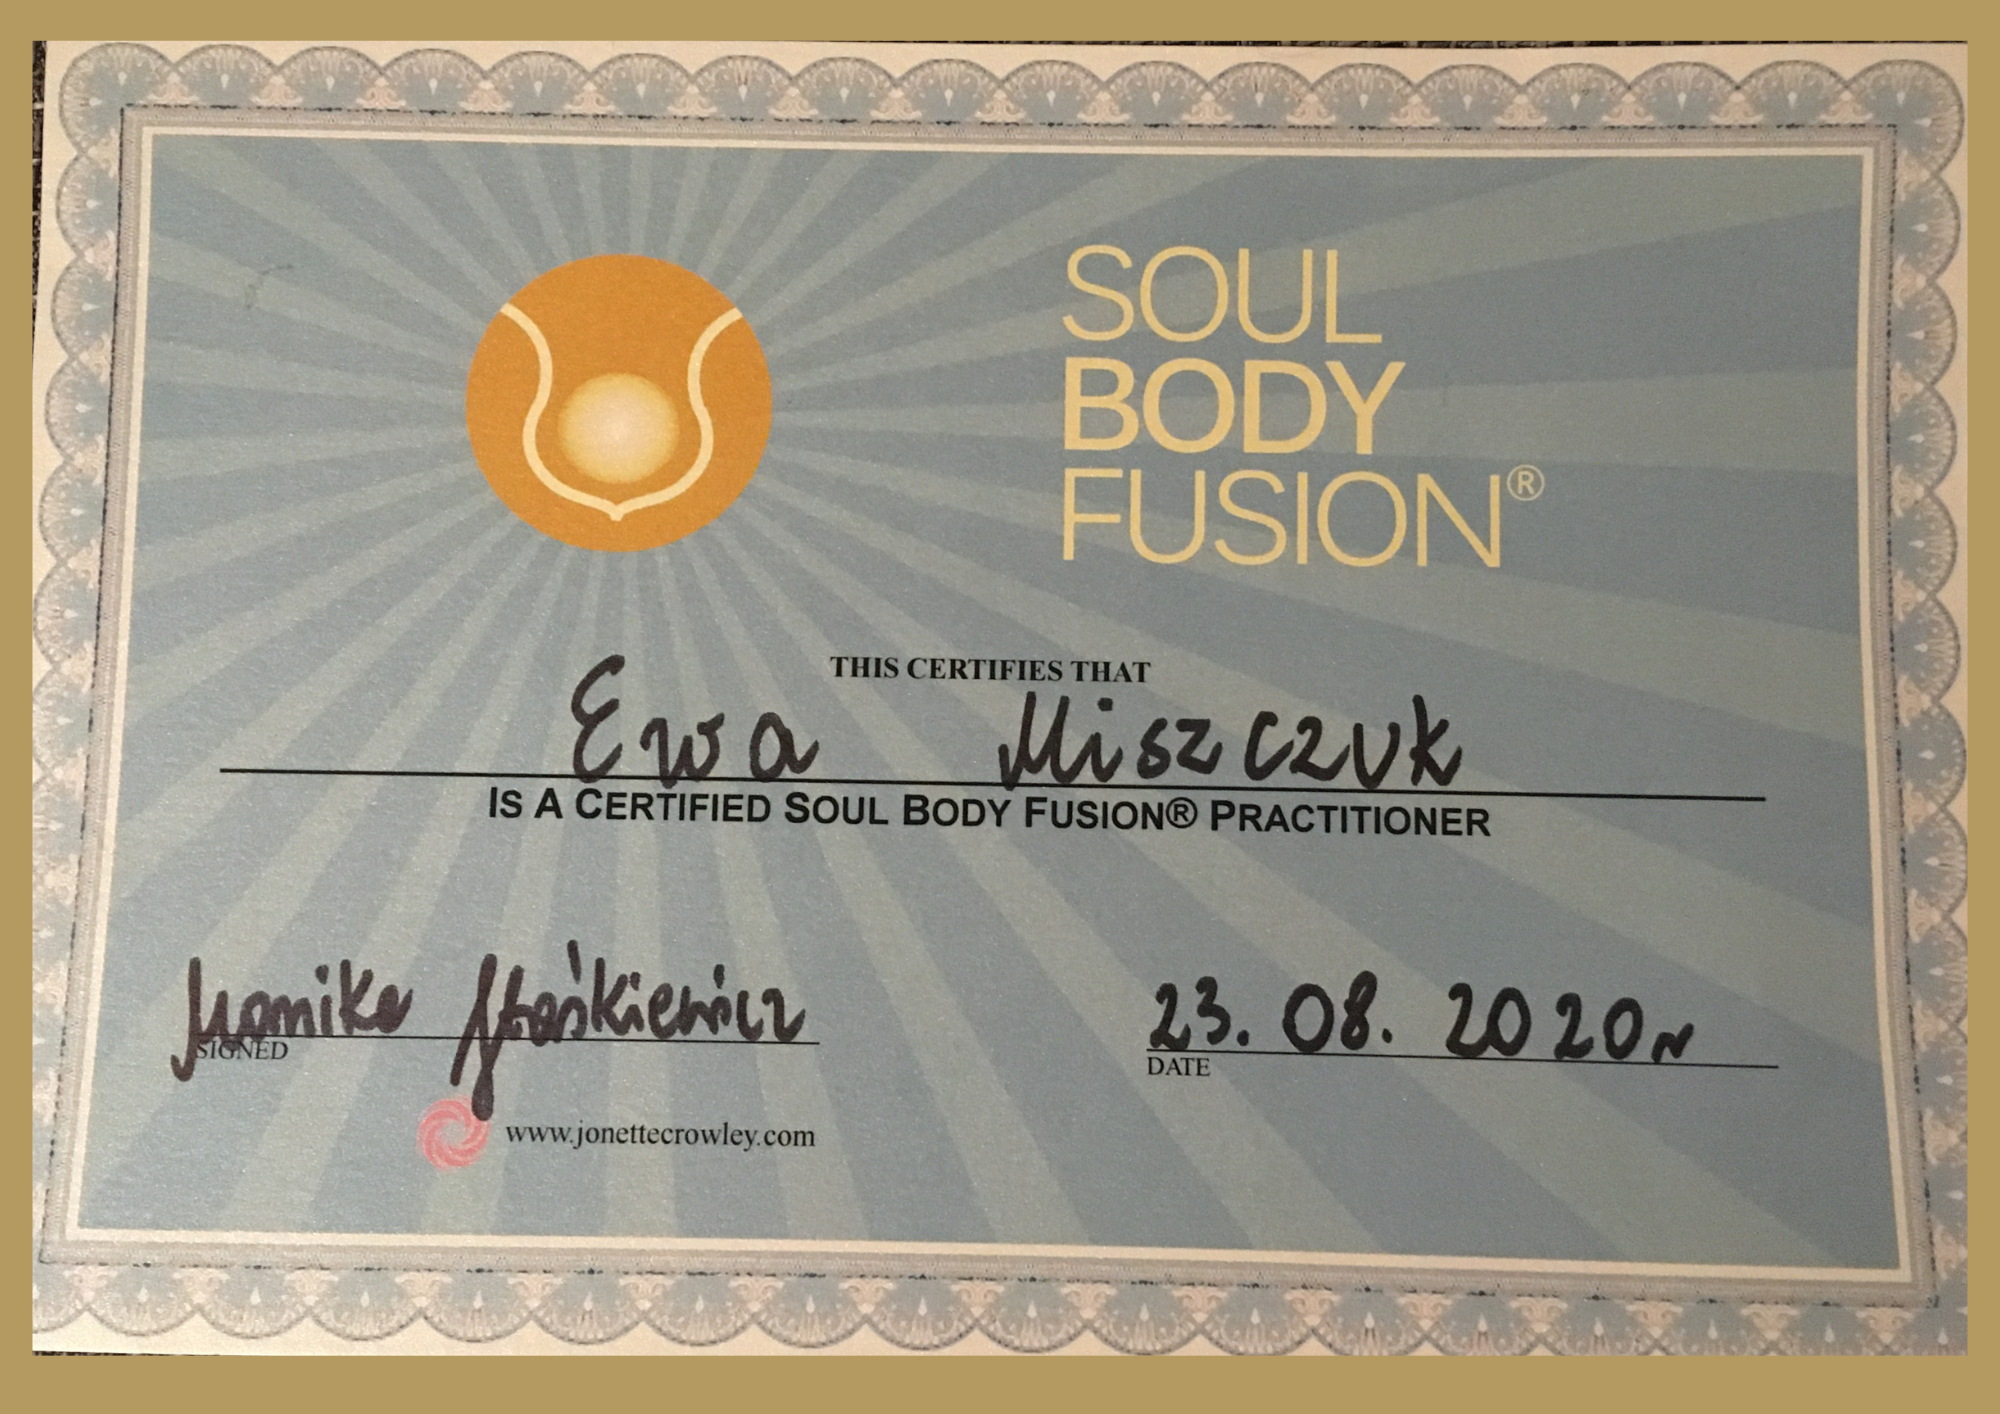 SOUL
BODY
FUSION®
THIS CERTIFIES THAT
Ewa Miszczuk
IS A CERTIFIED SOUL BODY FUSION® PRACTITIONER
Monika
SIGNED
23. 08. 2020r
DATE
www.jonettecrowley.com